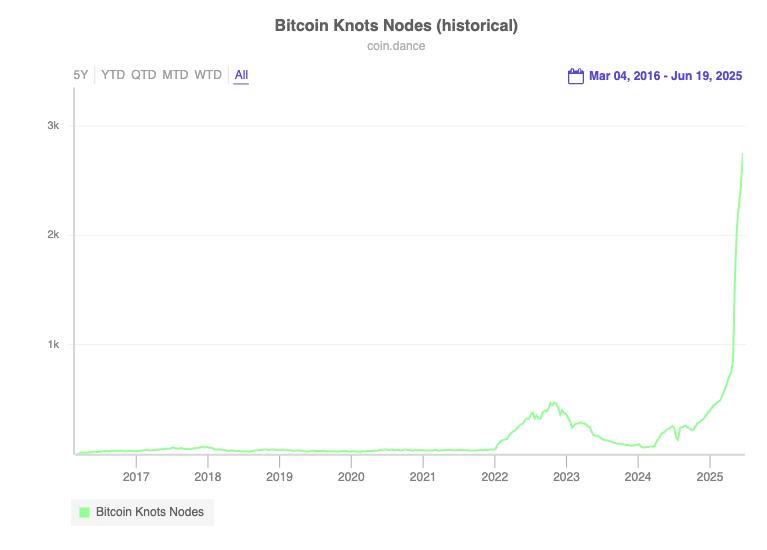 Bitcoin Knots Nodes (historical)
coin.dance
5Y YTD QTD MTD WTD All
Mar 04, 2016 - Jun 19, 2025
3k
2k
1k
2017 2018 2019 2020 2021 2022 2023 2024 2025
Bitcoin Knots Nodes